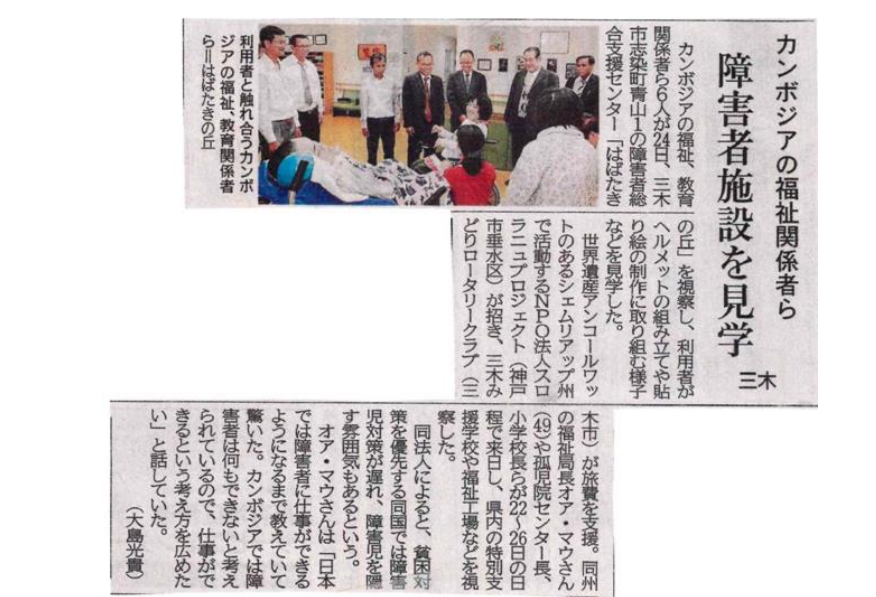 カンボジアの福祉関係者ら
障害者施設を見学
三木
カンボジアの福祉、教育
関係者ら6人が24日、三木
市志染町青山1の障害者総
合支援センター「はばたき
の丘」を視察し、利用者が
ヘルメットの組み立てや貼
り絵の制作に取り組む様子
などを見学した。
世界遺産アンコールワッ
トのあるシェムリアップ州
で活動するNPO法人スロ
ラニュプロジェクト(神戸
市垂水区)が招き、三木み
どりロータリークラブ(三
木市)が旅費を支援。同州
の福祉局長オア・マウさん
(49)や孤児院センター長、
小学校長らが22～26日の日
程で来日し、県内の特別支
援学校や福祉工場などを視
察した。
同法人によると、貧困対
策を優先する同国では障害
児対策が遅れ、障害児を隠
す雰囲気もあるという。
オア・マウさんは「日本
では障害者に仕事ができる
ようになるまで教えていて
驚いた。カンボジアでは障
害者は何もできないと考え
られているので、仕事がで
きるという考え方を広めた
い」と話していた。
(大島光貴)
利用者と触れ合うカンボ
ジアの福祉、教育関係者
ら＝はばたきの丘